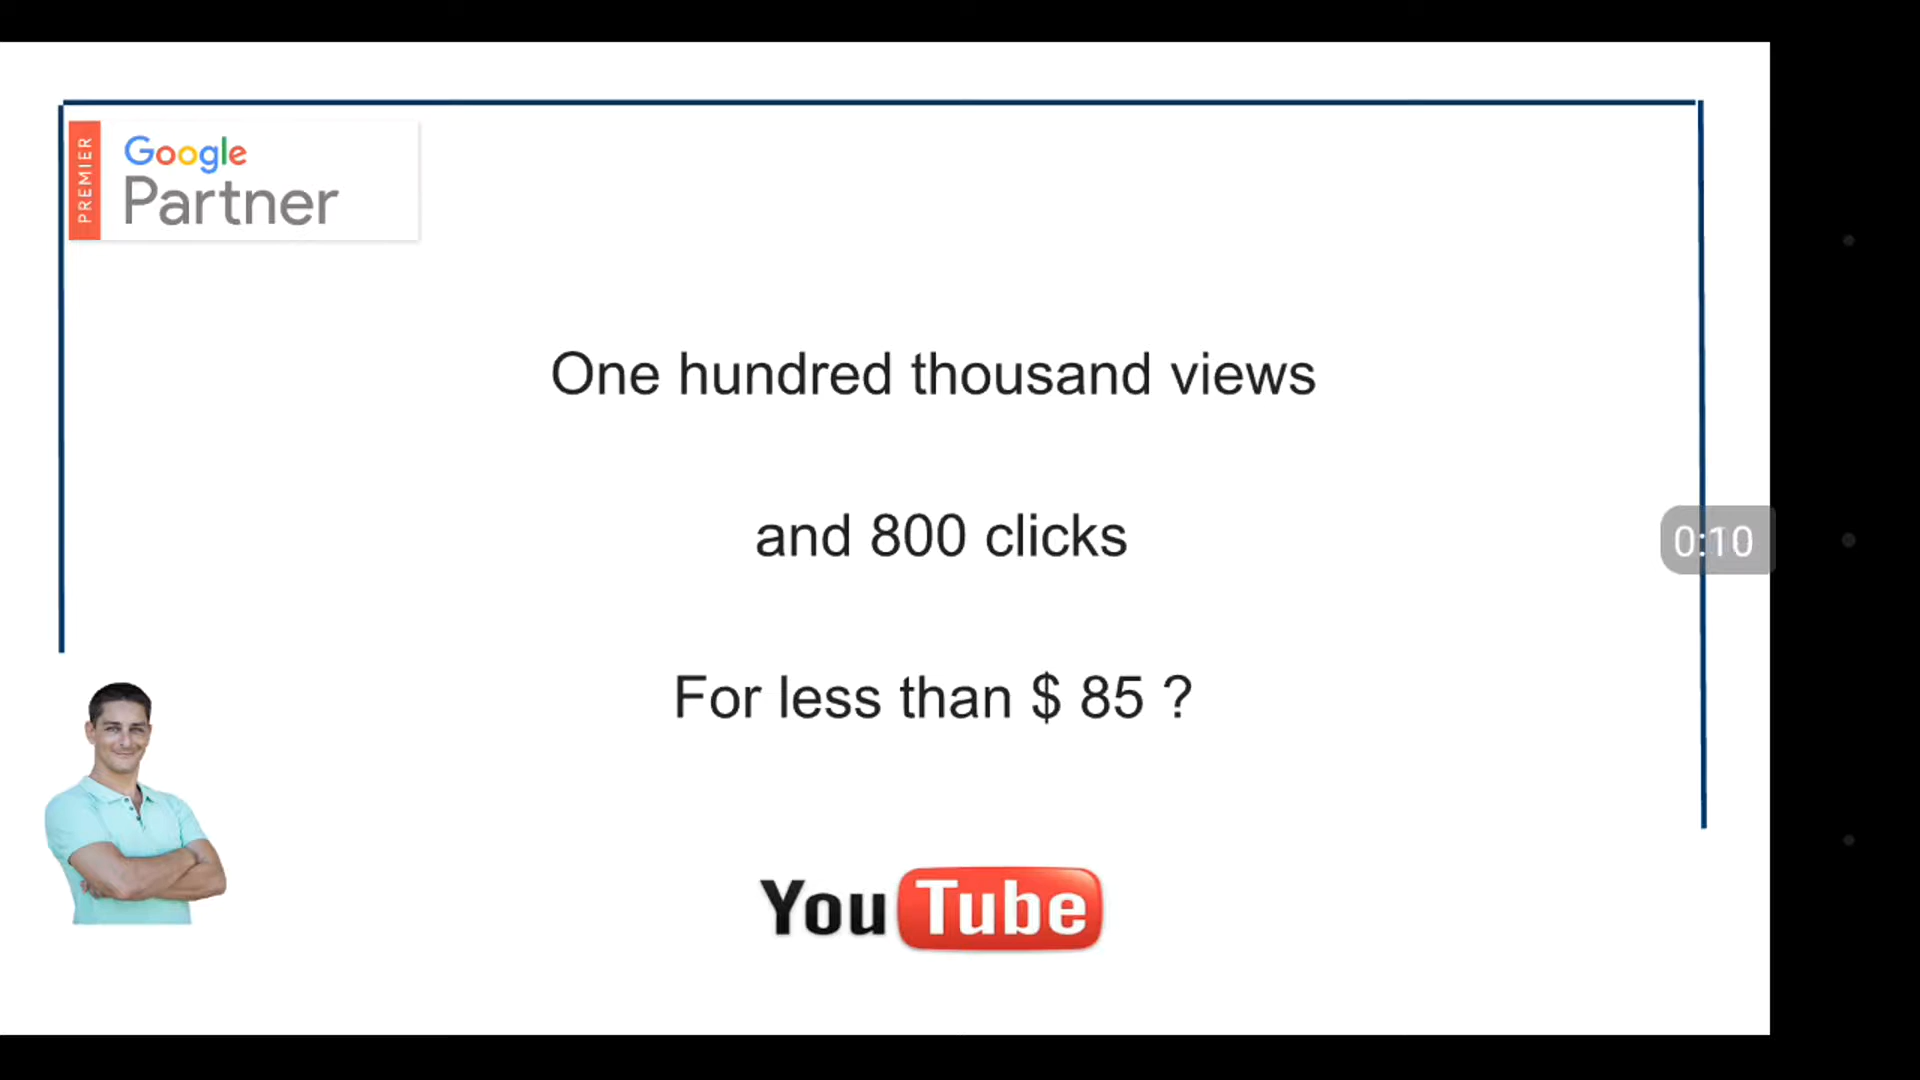 PREMIER
Google
Partner
One hundred thousand views
and 800 clicks
0:10
For less than $ 85 ?
YouTube